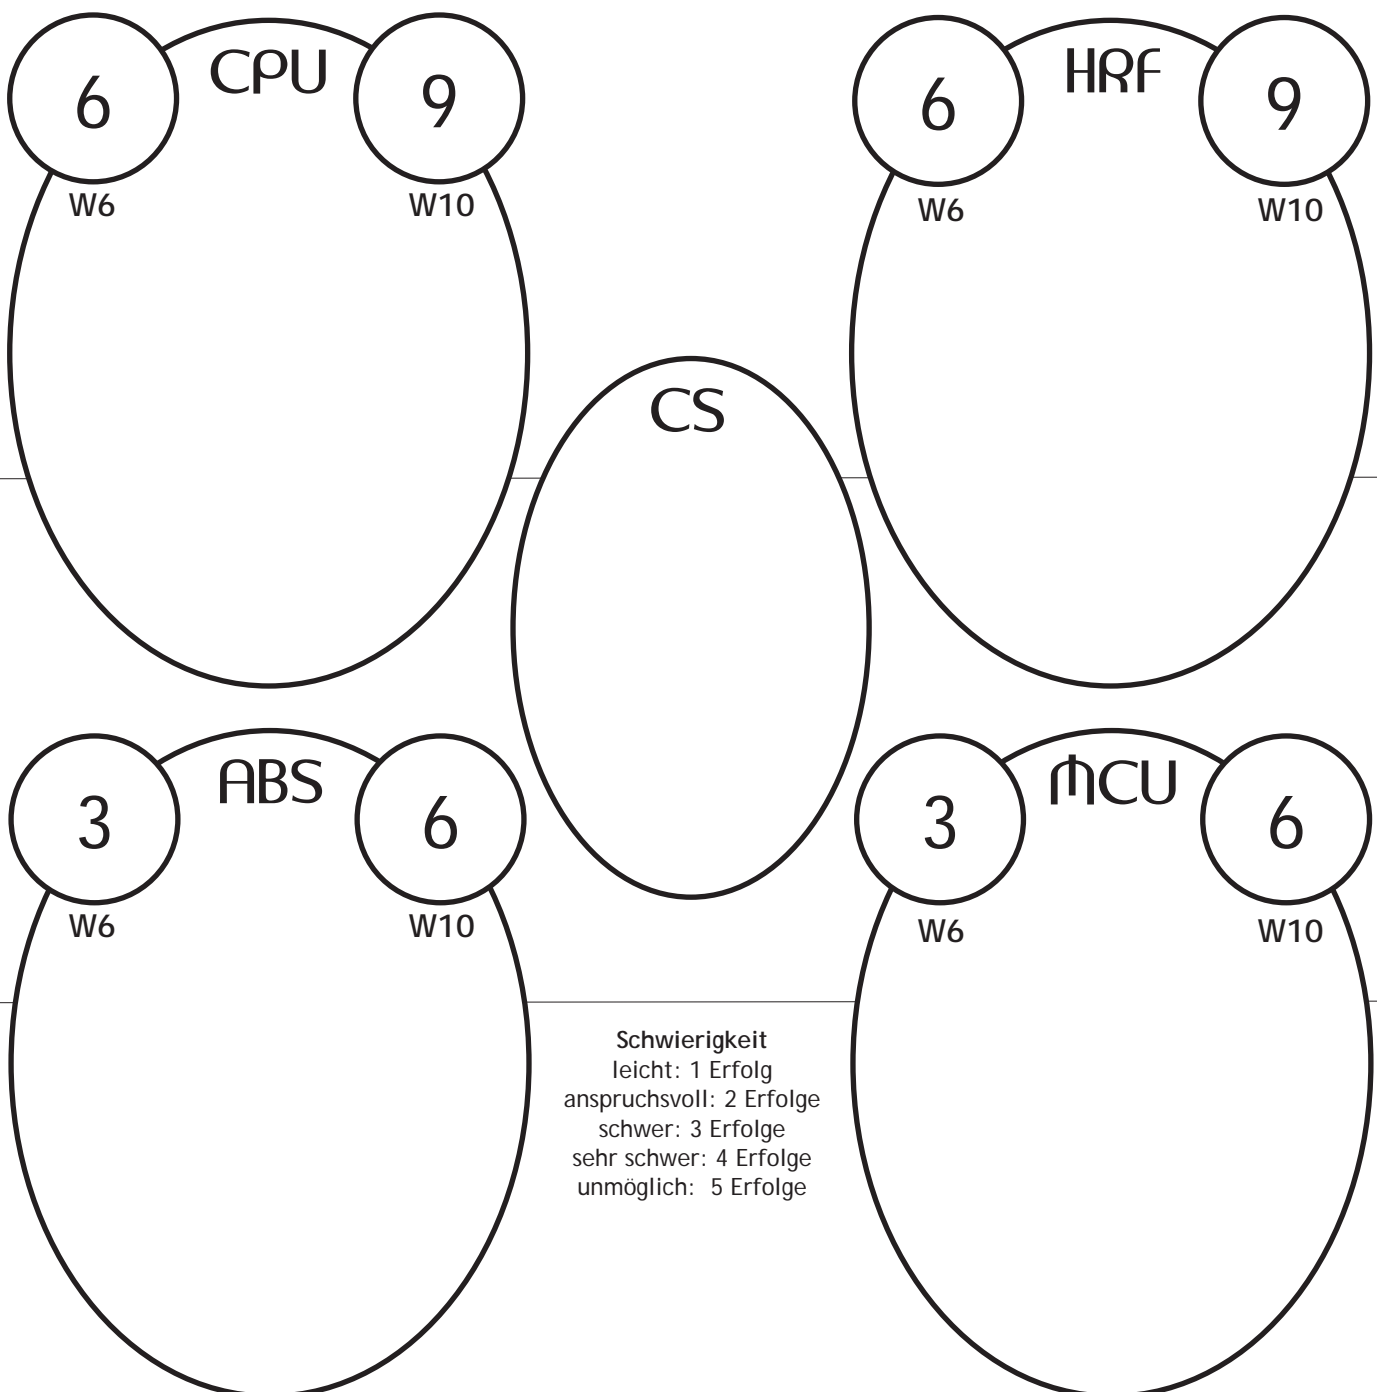 6
CPU
9
W6
W10
6
HRF
9
W6
W10
CS
3
ABS
6
W6
W10
3
MCU
6
W6
W10
Schwierigkeit
leicht: 1 Erfolg
anspruchsvoll: 2 Erfolge
schwer: 3 Erfolge
sehr schwer: 4 Erfolge
unmöglich: 5 Erfolge